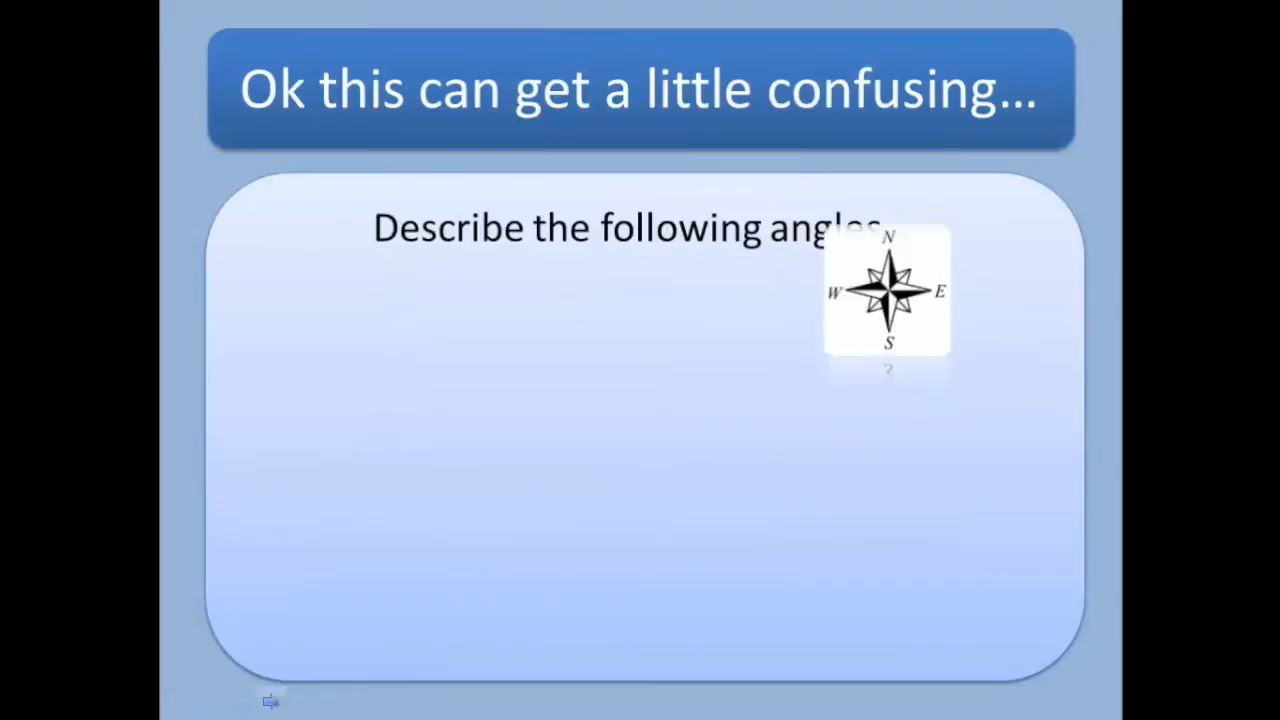 Ok this can get a little confusing...
Describe the following angles
N
W E
S